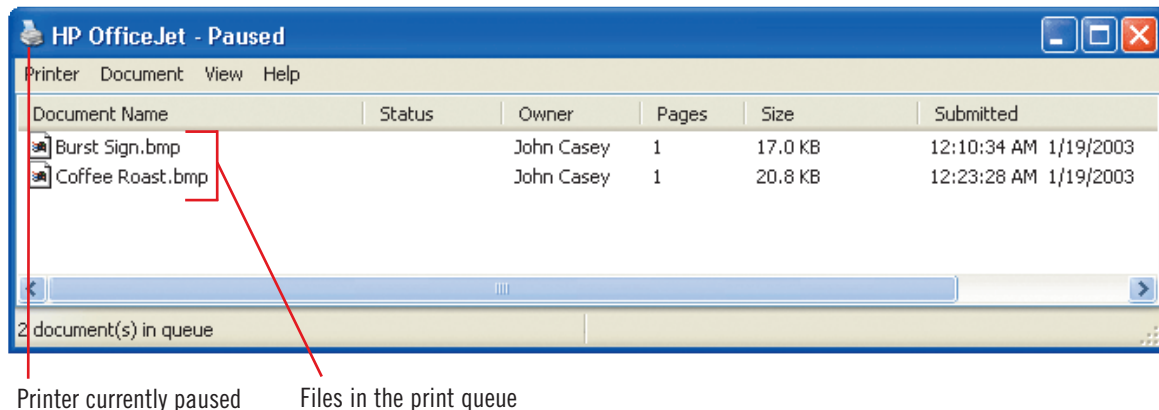 HP OfficeJet - Paused
Printer Document View Help
Document Name Status Owner Pages Size Submitted
Burst Sign.bmp John Casey 1 17.0 KB 12:10:34 AM 1/19/2003
Coffee Roast.bmp John Casey 1 20.8 KB 12:23:28 AM 1/19/2003
2 document(s) in queue
Printer currently paused Files in the print queue